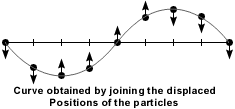 Curve obtained by joining the displaced
Positions of the particles